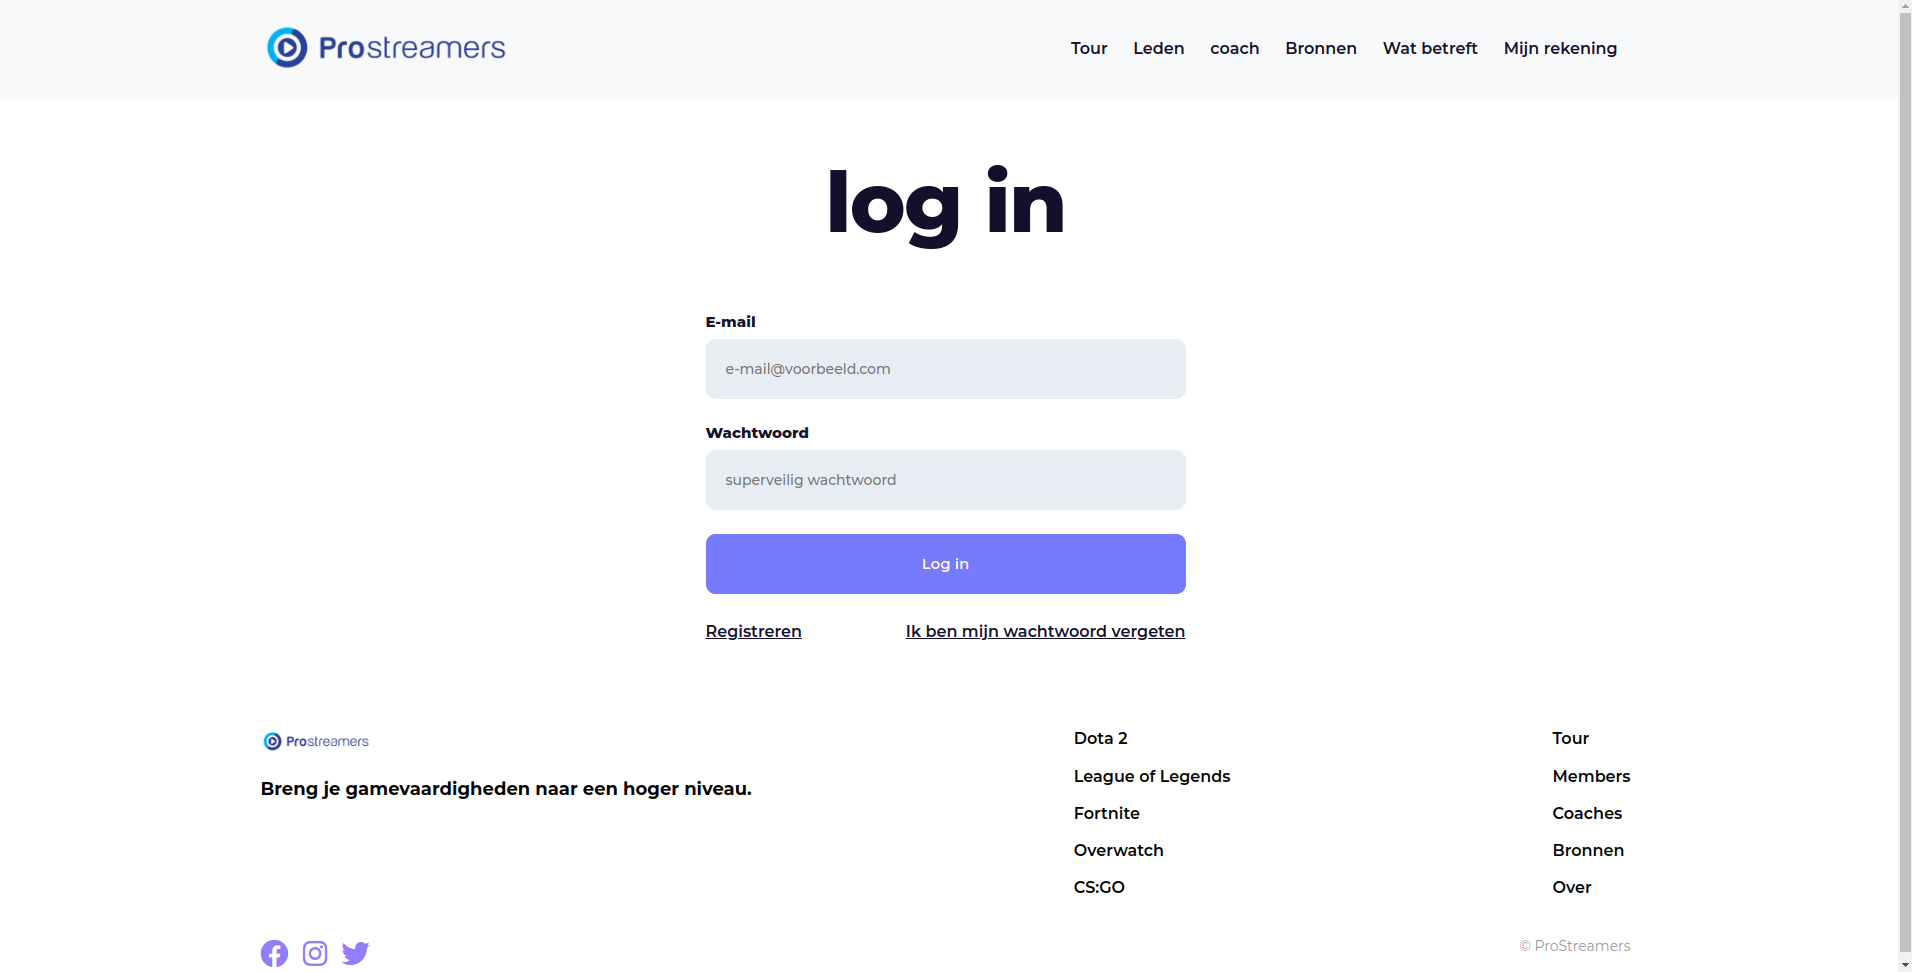 Prostreamers
Tour Leden coach Bronnen Wat betreft Mijn rekening
log in
E-mail
e-mail@voorbeeld.com
Wachtwoord
superveilig wachtwoord
Log in
Registreren Ik ben mijn wachtwoord vergeten
Prostreamers
Breng je gamevaardigheden naar een hoger niveau.
Dota 2
League of Legends
Fortnite
Overwatch
CS:GO
Tour
Members
Coaches
Bronnen
Over
© ProStreamers